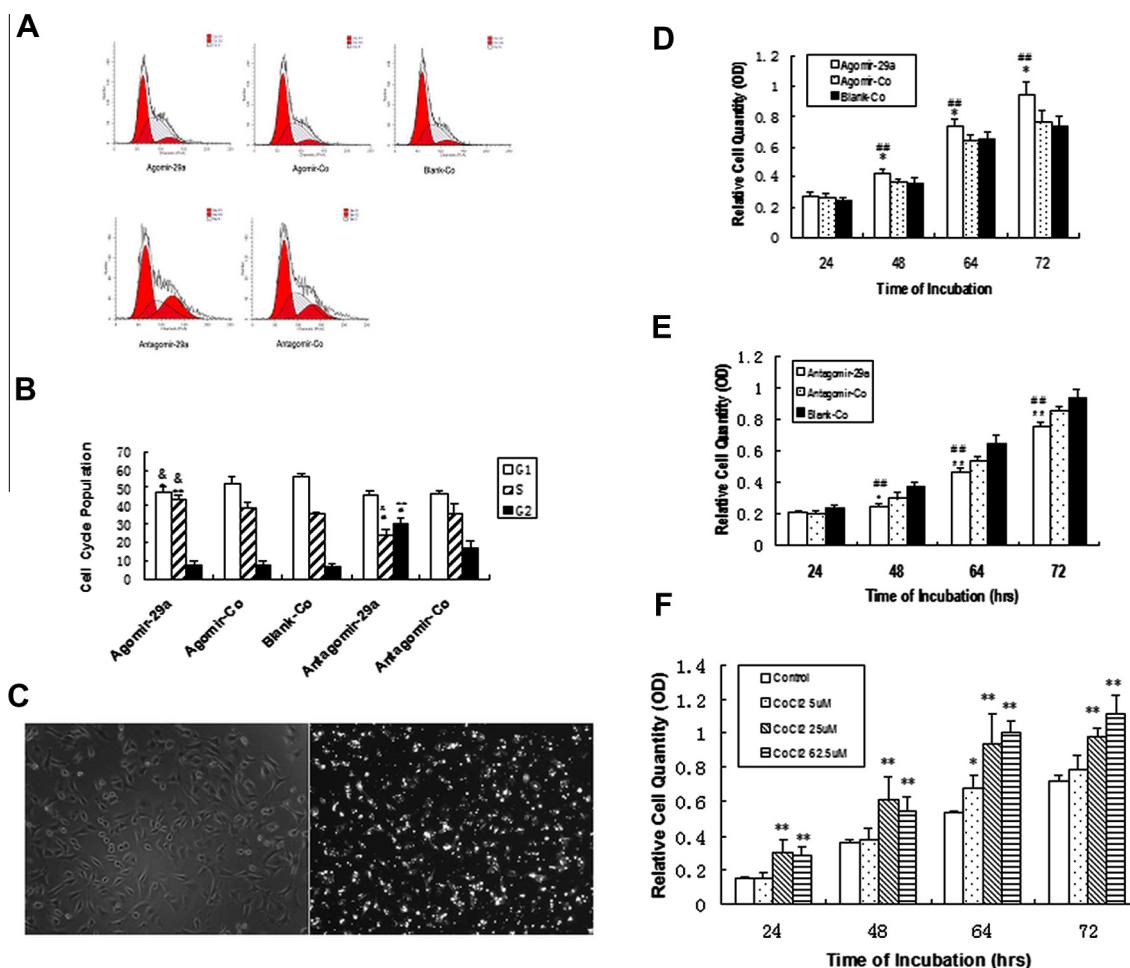 A
Agomir-29a
Agomir-Co
Blank-Co
Antagomir-29a
Antagomir-Co
B
Cell Cycle Population
70
60
50
40
30
20
10
0
& &
G1
S
G2
Agomir-29a
Agomir-Co
Blank-Co
Antagomir-29a
Antagomir-Co
C
D
Relative Cell Quantity (OD)
1.2
1
0.8
0.6
0.4
0.2
0
Agomir-29a
Agomir-Co
Blank-Co
##
*
##
*
##
*
24 48 64 72
Time of Incubation
E
Relative Cell Quantity (OD)
1.2
1
0.8
0.6
0.4
0.2
0
Antagomir-29a
Antagomir-Co
Blank-Co
##
*
##
**
##
**
24 48 64 72
Time of Incubation (hrs)
F
Relative Cell Quantity (OD)
1.4
1.2
1
0.8
0.6
0.4
0.2
0
Control
CoCl2 5uM
CoCl2 25uM
CoCl2 62.5uM
** **
** **
* ** **
** **
24 48 64 72
Time of Incubation (hrs)